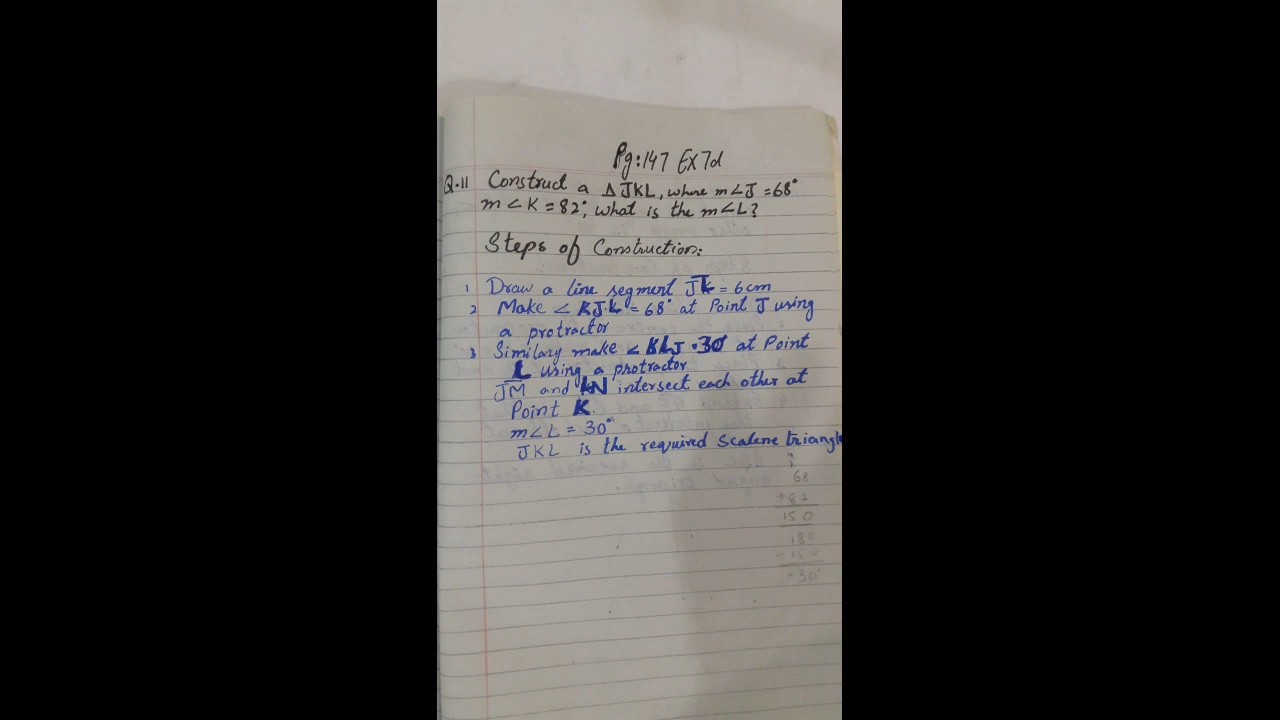 Pg:147 Ex7d
Q.11 Construct a △JKL, where m∠J = 68°
m∠K = 82°, what is the m∠L?
Steps of Construction:
1 Draw a line segment JK = 6cm
2 Make ∠KJL = 68° at Point J using
a protractor
3 Similary make ∠KLJ . 30° at Point
L using a protractor
JM and KN intersect each other at
Point K.
m∠L = 30°
JKL is the required Scalene triangle
68
+82
150
180
-150
30°